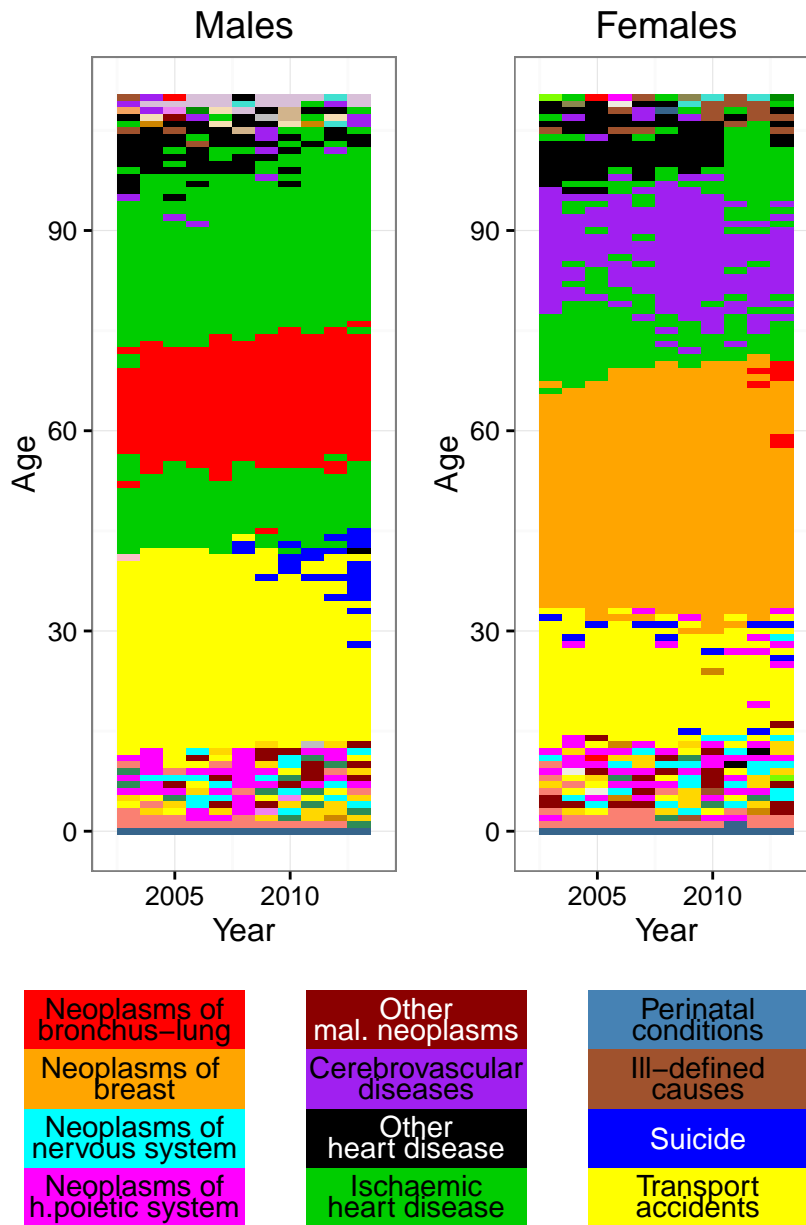 Males
Females
Age
90
60
30
0
2005
2010
Year
Age
90
60
30
0
2005
2010
Year
Neoplasms of
bronchus−lung
Neoplasms of
breast
Neoplasms of
nervous system
Neoplasms of
h.poietic system
Other
mal. neoplasms
Cerebrovascular
diseases
Other
heart disease
Ischaemic
heart disease
Perinatal
conditions
Ill−defined
causes
Suicide
Transport
accidents